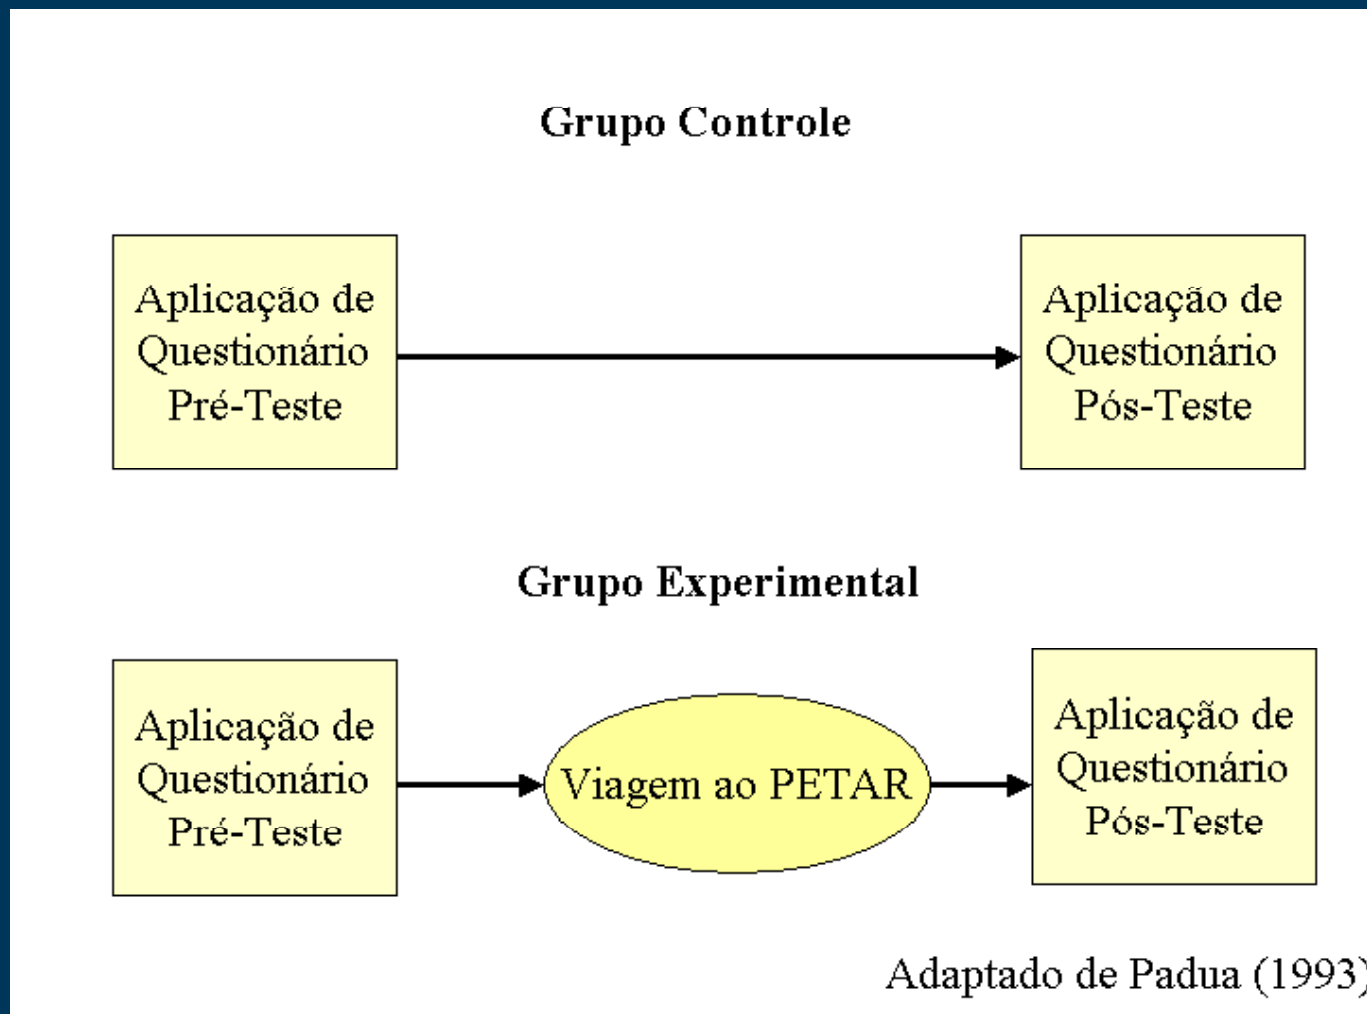 Grupo Controle
Aplicação de
Questionário
Pré-Teste
Aplicação de
Questionário
Pós-Teste
Grupo Experimental
Aplicação de
Questionário
Pré-Teste
Viagem ao PETAR
Aplicação de
Questionário
Pós-Teste
Adaptado de Padua (1993)